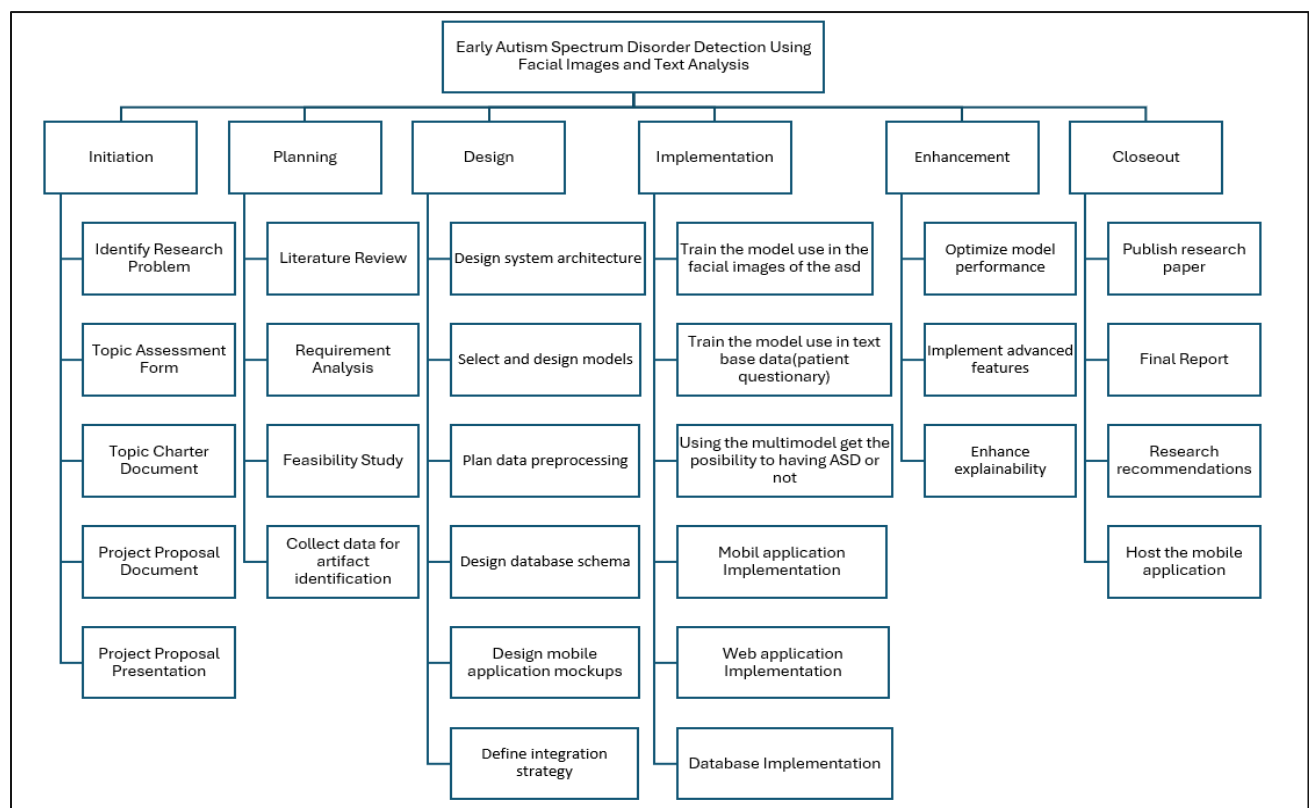 Early Autism Spectrum Disorder Detection Using
Facial Images and Text Analysis
Initiation
Identify Research
Problem
Topic Assessment
Form
Topic Charter
Document
Project Proposal
Document
Project Proposal
Presentation
Planning
Literature Review
Requirement
Analysis
Feasibility Study
Collect data for
artifact
identification
Design
Design system architecture
Select and design models
Plan data preprocessing
Design database schema
Design mobile
application mockups
Define integration
strategy
Implementation
Train the model use in the
facial images of the asd
Train the model use in text
base data(patient
questionary)
Using the multimodel get the
posibility to having ASD or
not
Mobil application
Implementation
Web application
Implementation
Database Implementation
Enhancement
Optimize model
performance
Implement advanced
features
Enhance
explainability
Closeout
Publish research
paper
Final Report
Research
recommendations
Host the mobile
application